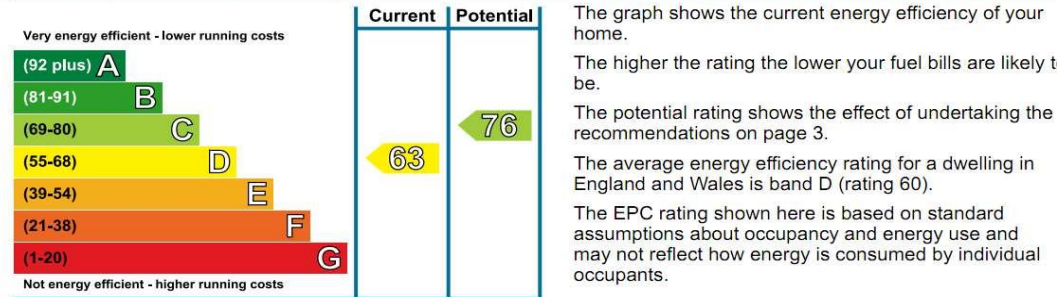 Current Potential
Very energy efficient - lower running costs
(92 plus) A
(81-91) B
(69-80) C
(55-68) D
(39-54) E
(21-38) F
(1-20) G
63
76
Not energy efficient - higher running costs
The graph shows the current energy efficiency of your
home.
The higher the rating the lower your fuel bills are likely to
be.
The potential rating shows the effect of undertaking the
recommendations on page 3.
The average energy efficiency rating for a dwelling in
England and Wales is band D (rating 60).
The EPC rating shown here is based on standard
assumptions about occupancy and energy use and
may not reflect how energy is consumed by individual
occupants.